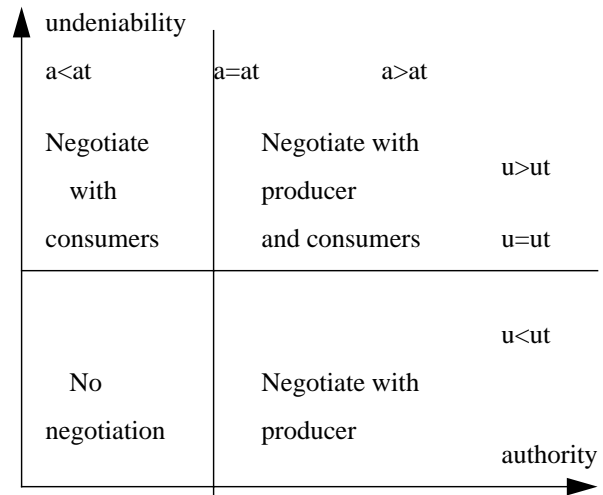 undeniability
a<at a=at a>at
Negotiate
with
consumers
Negotiate with
producer
and consumers
u>ut
u=ut
u<ut
No
negotiation
Negotiate with
producer
authority